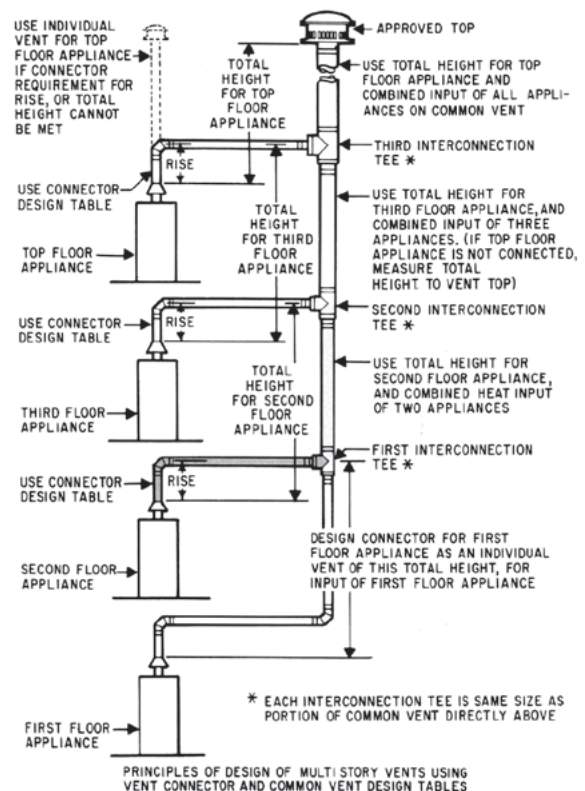 USE INDIVIDUAL
VENT FOR TOP
FLOOR APPLIANCE
IF CONNECTOR
REQUIREMENT FOR
RISE, OR TOTAL
HEIGHT CANNOT
BE MET
TOTAL
HEIGHT
FOR TOP
FLOOR
APPLIANCE
APPROVED TOP
USE TOTAL HEIGHT FOR TOP
FLOOR APPLIANCE AND
COMBINED INPUT OF ALL APPLI-
ANCES ON COMMON VENT
RISE
THIRD INTERCONNECTION
TEE *
USE CONNECTOR
DESIGN TABLE
TOP FLOOR
APPLIANCE
TOTAL
HEIGHT
FOR THIRD
FLOOR
APPLIANCE
USE TOTAL HEIGHT FOR
THIRD FLOOR APPLIANCE, AND
COMBINED INPUT OF THREE
APPLIANCES. (IF TOP FLOOR
APPLIANCE IS NOT CONNECTED,
MEASURE TOTAL
HEIGHT TO VENT TOP)
RISE
SECOND INTERCONNECTION
TEE *
USE CONNECTOR
DESIGN TABLE
THIRD FLOOR
APPLIANCE
TOTAL
HEIGHT
FOR SECOND
FLOOR
APPLIANCE
USE TOTAL HEIGHT FOR
SECOND FLOOR APPLIANCE,
AND COMBINED HEAT INPUT
OF TWO APPLIANCES
FIRST INTERCONNECTION
TEE *
RISE
USE CONNECTOR
DESIGN TABLE
SECOND FLOOR
APPLIANCE
DESIGN CONNECTOR FOR FIRST
FLOOR APPLIANCE AS AN INDIVIDUAL
VENT OF THIS TOTAL HEIGHT, FOR
INPUT OF FIRST FLOOR APPLIANCE
FIRST FLOOR
APPLIANCE
* EACH INTERCONNECTION TEE IS SAME SIZE AS
PORTION OF COMMON VENT DIRECTLY ABOVE
PRINCIPLES OF DESIGN OF MULTI STORY VENTS USING
VENT CONNECTOR AND COMMON VENT DESIGN TABLES